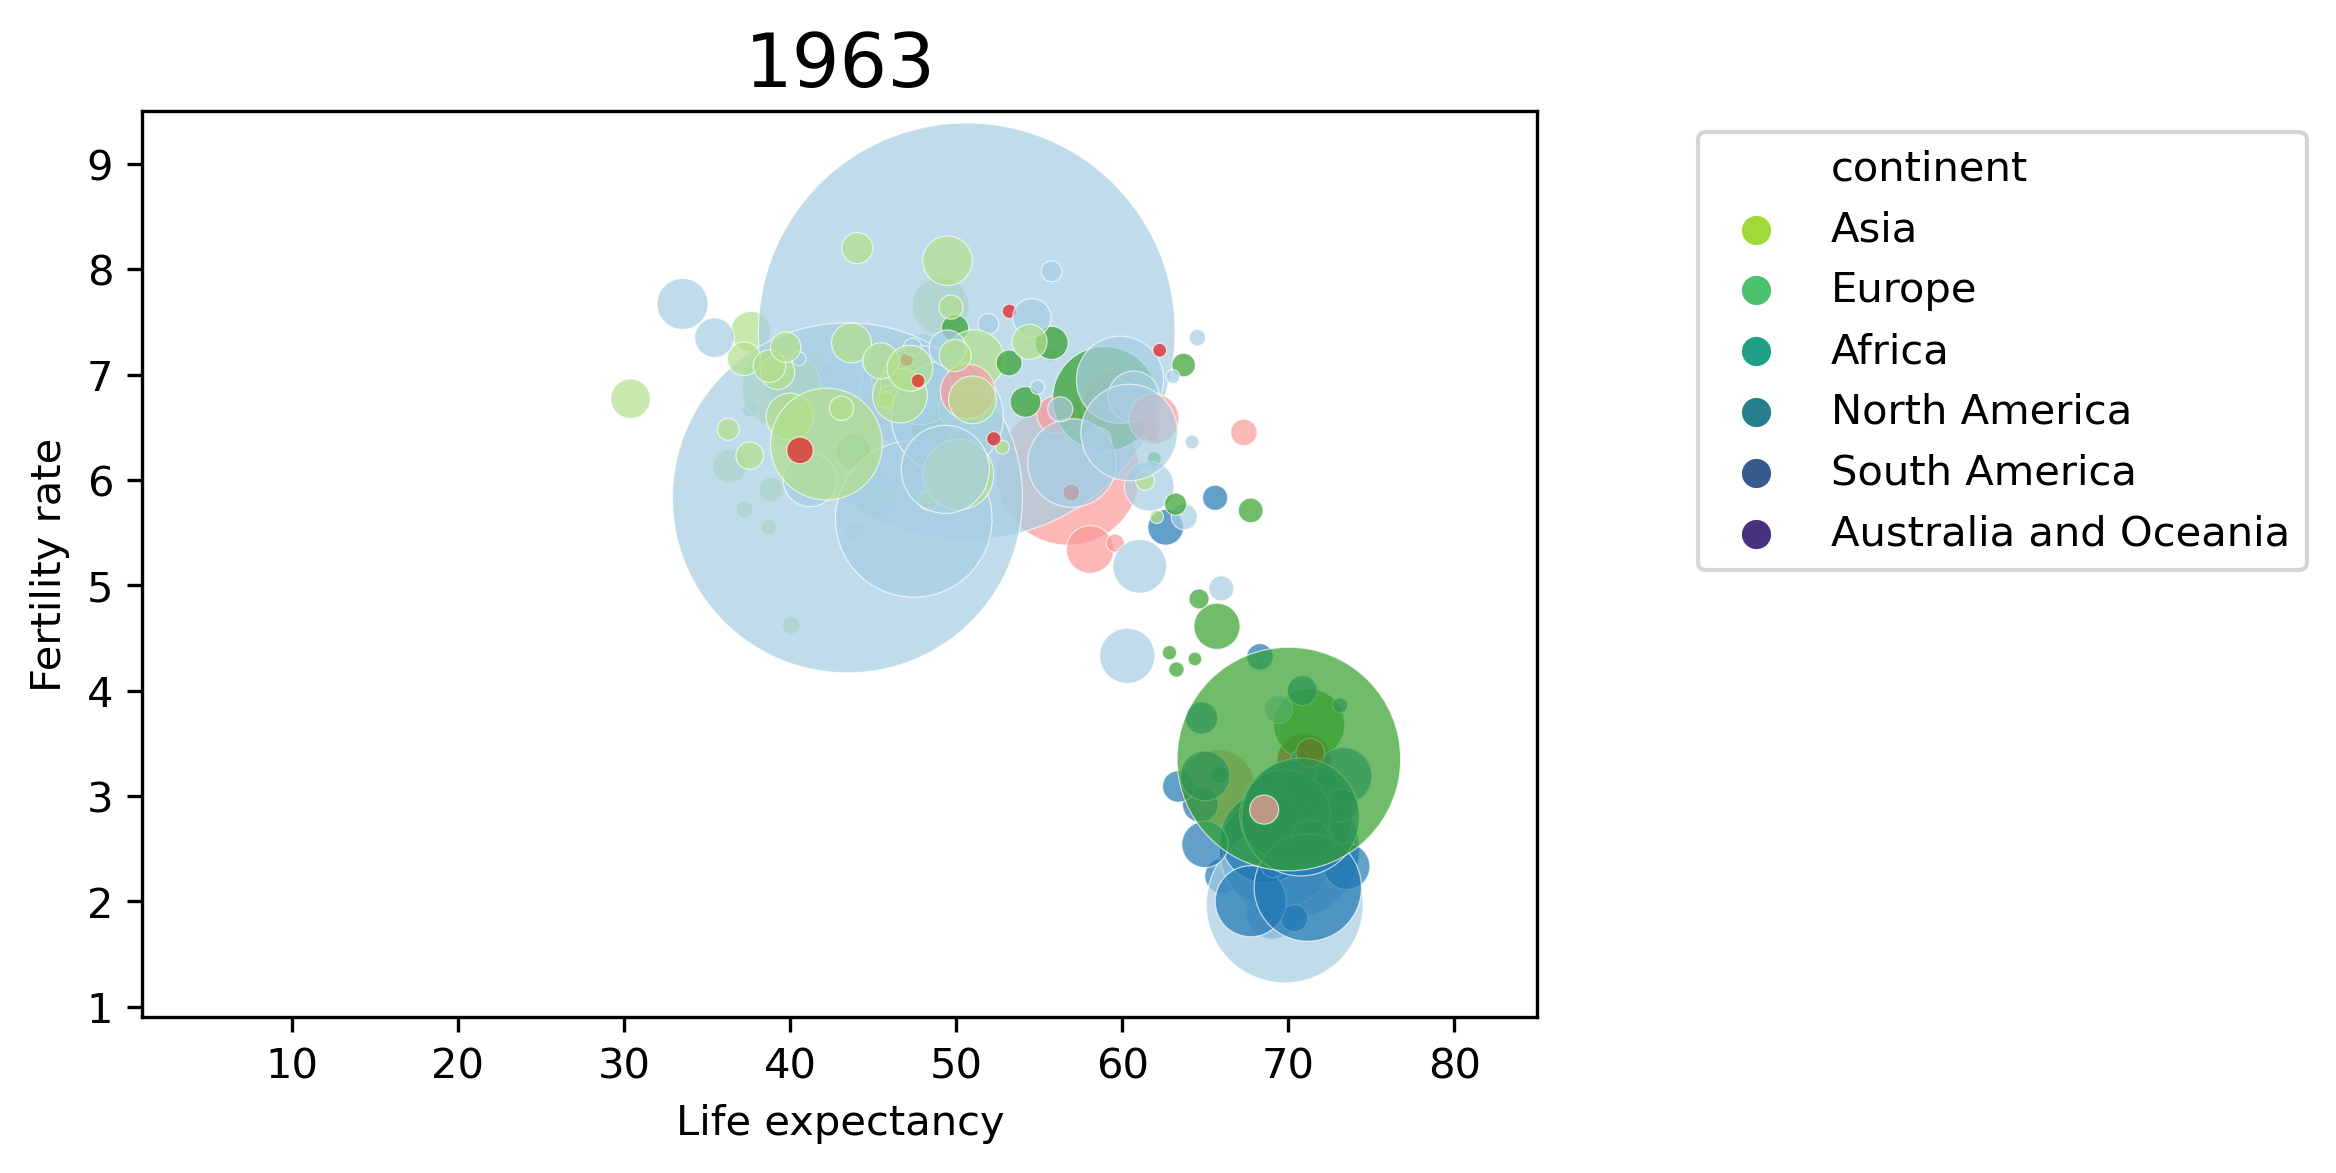 1963
9
8
7
6
5
4
3
2
1
Fertility rate
10 20 30 40 50 60 70 80
Life expectancy
continent
Asia
Europe
Africa
North America
South America
Australia and Oceania